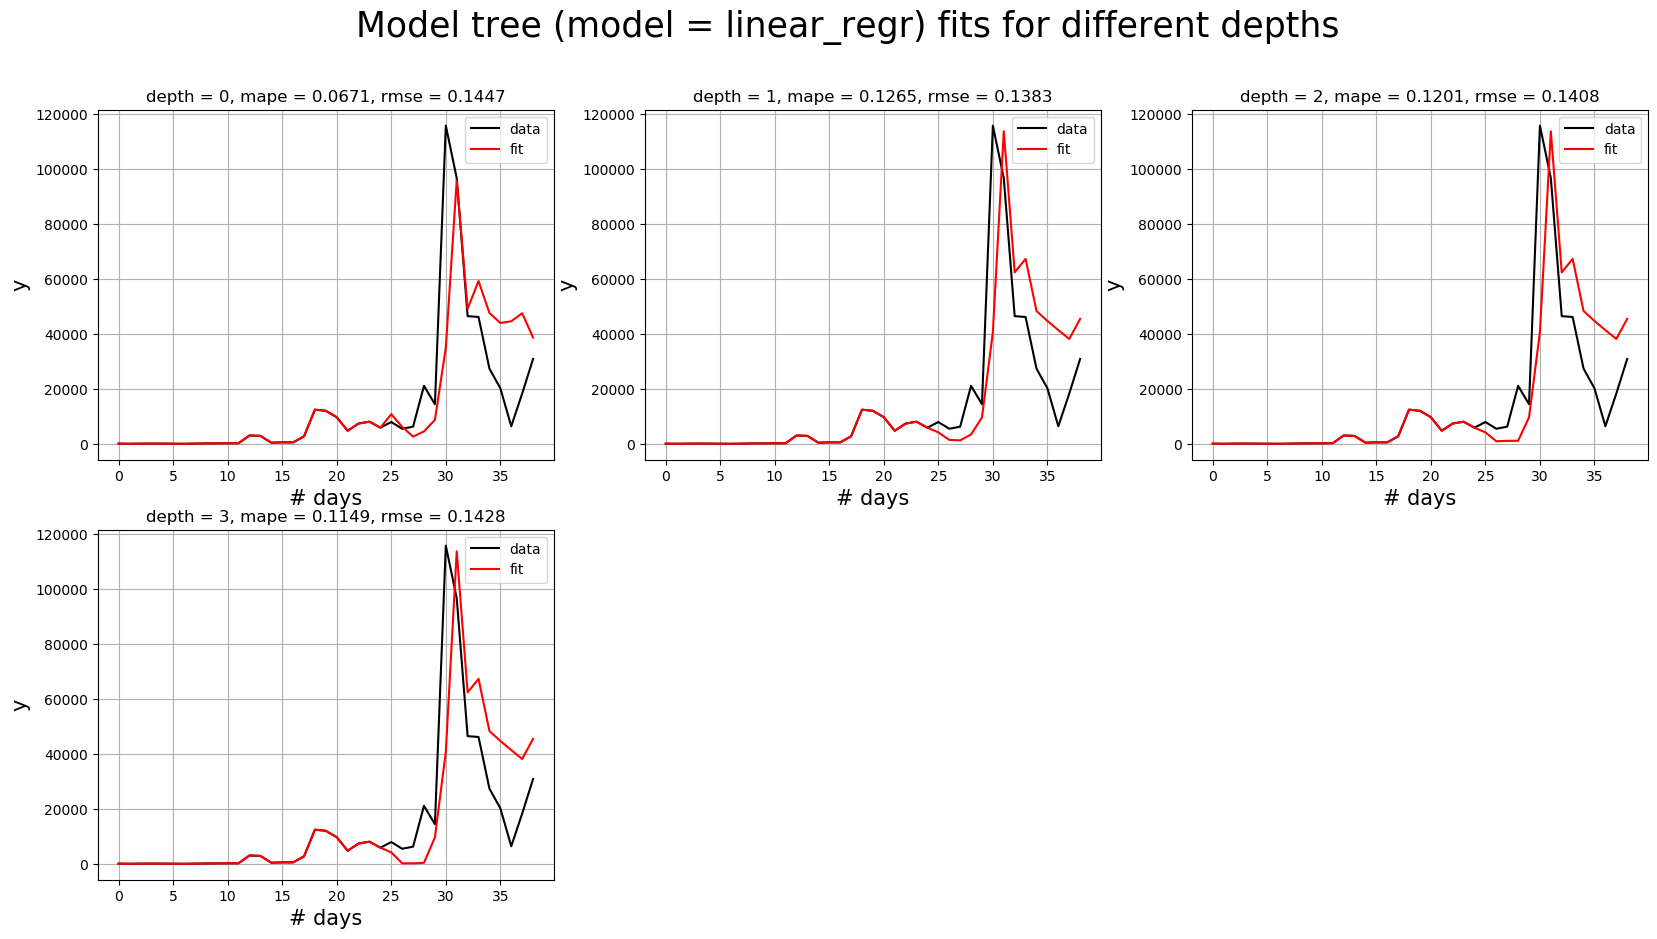 Model tree (model = linear_regr) fits for different depths
depth = 0, mape = 0.0671, rmse = 0.1447
120000
100000
80000
60000
40000
20000
0
y
data
fit
0 5 10 15 20 25 30 35
# days
depth = 1, mape = 0.1265, rmse = 0.1383
120000
100000
80000
60000
40000
20000
0
y
data
fit
0 5 10 15 20 25 30 35
# days
depth = 2, mape = 0.1201, rmse = 0.1408
120000
100000
80000
60000
40000
20000
0
y
data
fit
0 5 10 15 20 25 30 35
# days
depth = 3, mape = 0.1149, rmse = 0.1428
120000
100000
80000
60000
40000
20000
0
y
data
fit
0 5 10 15 20 25 30 35
# days